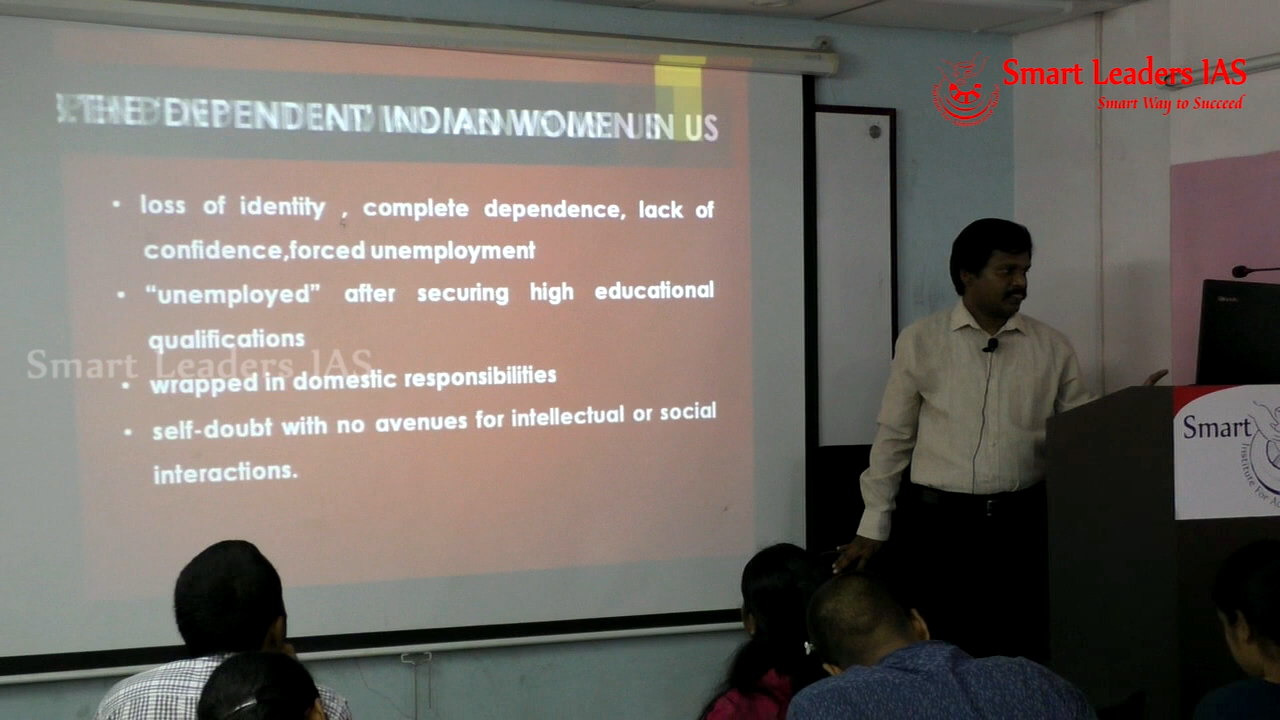 THE DEPENDENT INDIAN WOMEN IN US
• loss of identity , complete dependence, lack of
confidence,forced unemployment
• “unemployed” after securing high educational
qualifications
• wrapped in domestic responsibilities
• self-doubt with no avenues for intellectual or social
interactions.
Smart Leaders IAS
Smart Leaders IAS
Smart Way to Succeed
Smart
Institute For